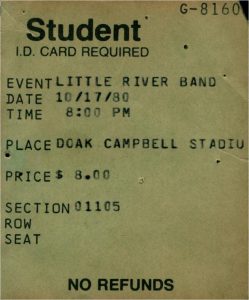 G-8160
Student
I.D. CARD REQUIRED
EVENT LITTLE RIVER BAND
DATE 10/17/80
TIME 8:00 PM
PLACE DOAK CAMPBELL STADIU
PRICE $ 8.00
SECTION 01105
ROW
SEAT
NO REFUNDS